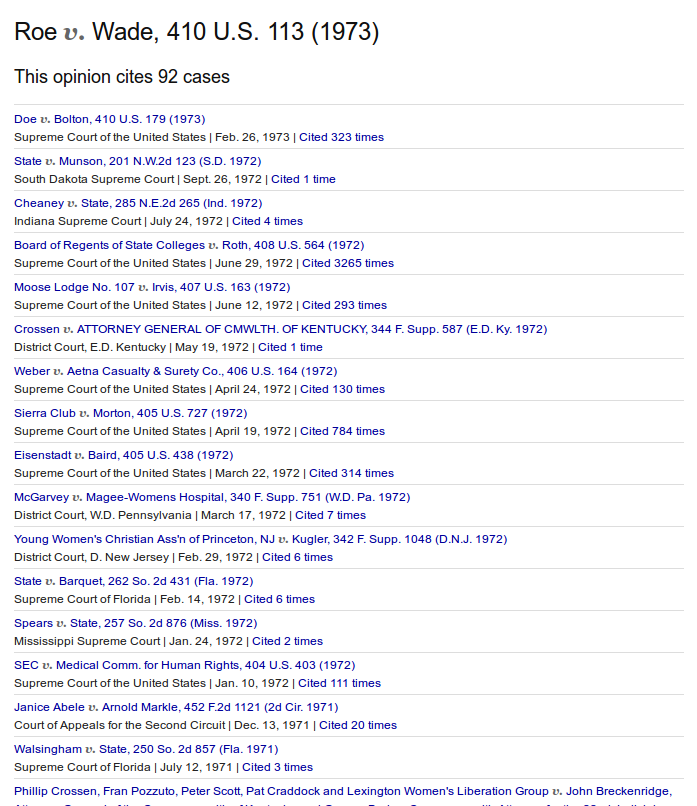 Roe v. Wade, 410 U.S. 113 (1973)
This opinion cites 92 cases
Doe v. Bolton, 410 U.S. 179 (1973)
Supreme Court of the United States | Feb. 26, 1973 | Cited 323 times
State v. Munson, 201 N.W.2d 123 (S.D. 1972)
South Dakota Supreme Court | Sept. 26, 1972 | Cited 1 time
Cheaney v. State, 285 N.E.2d 265 (Ind. 1972)
Indiana Supreme Court | July 24, 1972 | Cited 4 times
Board of Regents of State Colleges v. Roth, 408 U.S. 564 (1972)
Supreme Court of the United States | June 29, 1972 | Cited 3265 times
Moose Lodge No. 107 v. Irvis, 407 U.S. 163 (1972)
Supreme Court of the United States | June 12, 1972 | Cited 293 times
Crossen v. ATTORNEY GENERAL OF CMWLTH. OF KENTUCKY, 344 F. Supp. 587 (E.D. Ky. 1972)
District Court, E.D. Kentucky | May 19, 1972 | Cited 1 time
Weber v. Aetna Casualty & Surety Co., 406 U.S. 164 (1972)
Supreme Court of the United States | April 24, 1972 | Cited 130 times
Sierra Club v. Morton, 405 U.S. 727 (1972)
Supreme Court of the United States | April 19, 1972 | Cited 784 times
Eisenstadt v. Baird, 405 U.S. 438 (1972)
Supreme Court of the United States | March 22, 1972 | Cited 314 times
McGarvey v. Magee-Womens Hospital, 340 F. Supp. 751 (W.D. Pa. 1972)
District Court, W.D. Pennsylvania | March 17, 1972 | Cited 7 times
Young Women's Christian Ass'n of Princeton, NJ v. Kugler, 342 F. Supp. 1048 (D.N.J. 1972)
District Court, D. New Jersey | Feb. 29, 1972 | Cited 6 times
State v. Barquet, 262 So. 2d 431 (Fla. 1972)
Supreme Court of Florida | Feb. 14, 1972 | Cited 6 times
Spears v. State, 257 So. 2d 876 (Miss. 1972)
Mississippi Supreme Court | Jan. 24, 1972 | Cited 2 times
SEC v. Medical Comm. for Human Rights, 404 U.S. 403 (1972)
Supreme Court of the United States | Jan. 10, 1972 | Cited 111 times
Janice Abele v. Arnold Markle, 452 F.2d 1121 (2d Cir. 1971)
Court of Appeals for the Second Circuit | Dec. 13, 1971 | Cited 20 times
Walsingham v. State, 250 So. 2d 857 (Fla. 1971)
Supreme Court of Florida | July 12, 1971 | Cited 3 times
Phillip Crossen, Fran Pozzuto, Peter Scott, Pat Craddock and Lexington Women's Liberation Group v. John Breckenridge,